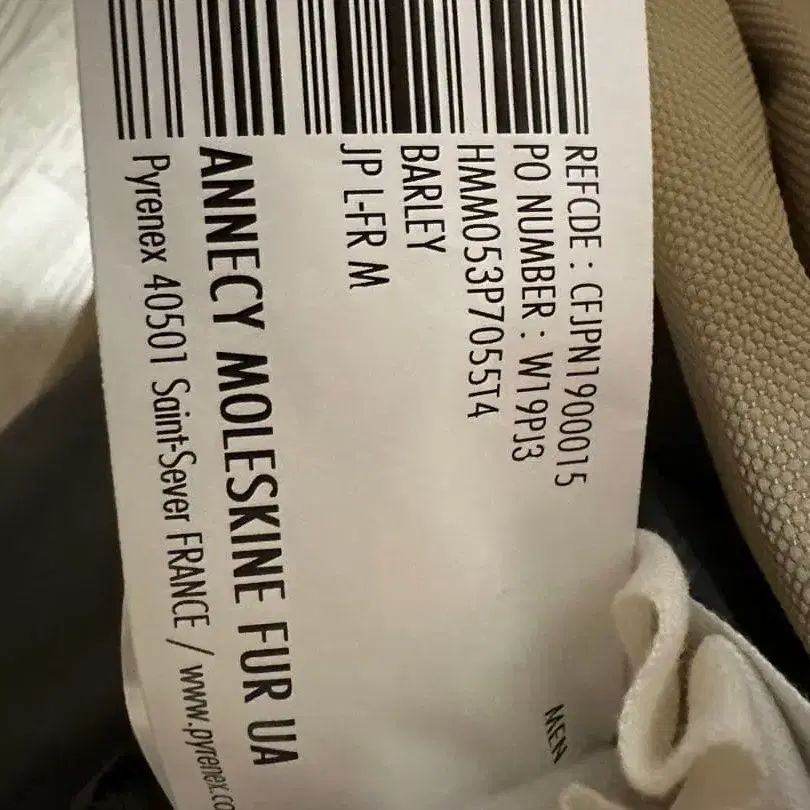 REFCDE : CFJPN1900015
PO NUMBER : W19PJ3
HMM053P7055T4
BARLEY
JP L-FR M
ANNECY MOLESKINE FUR UA
Pyrenex 40501 Saint-Sever FRANCE / www.pyrenex.co
MEN